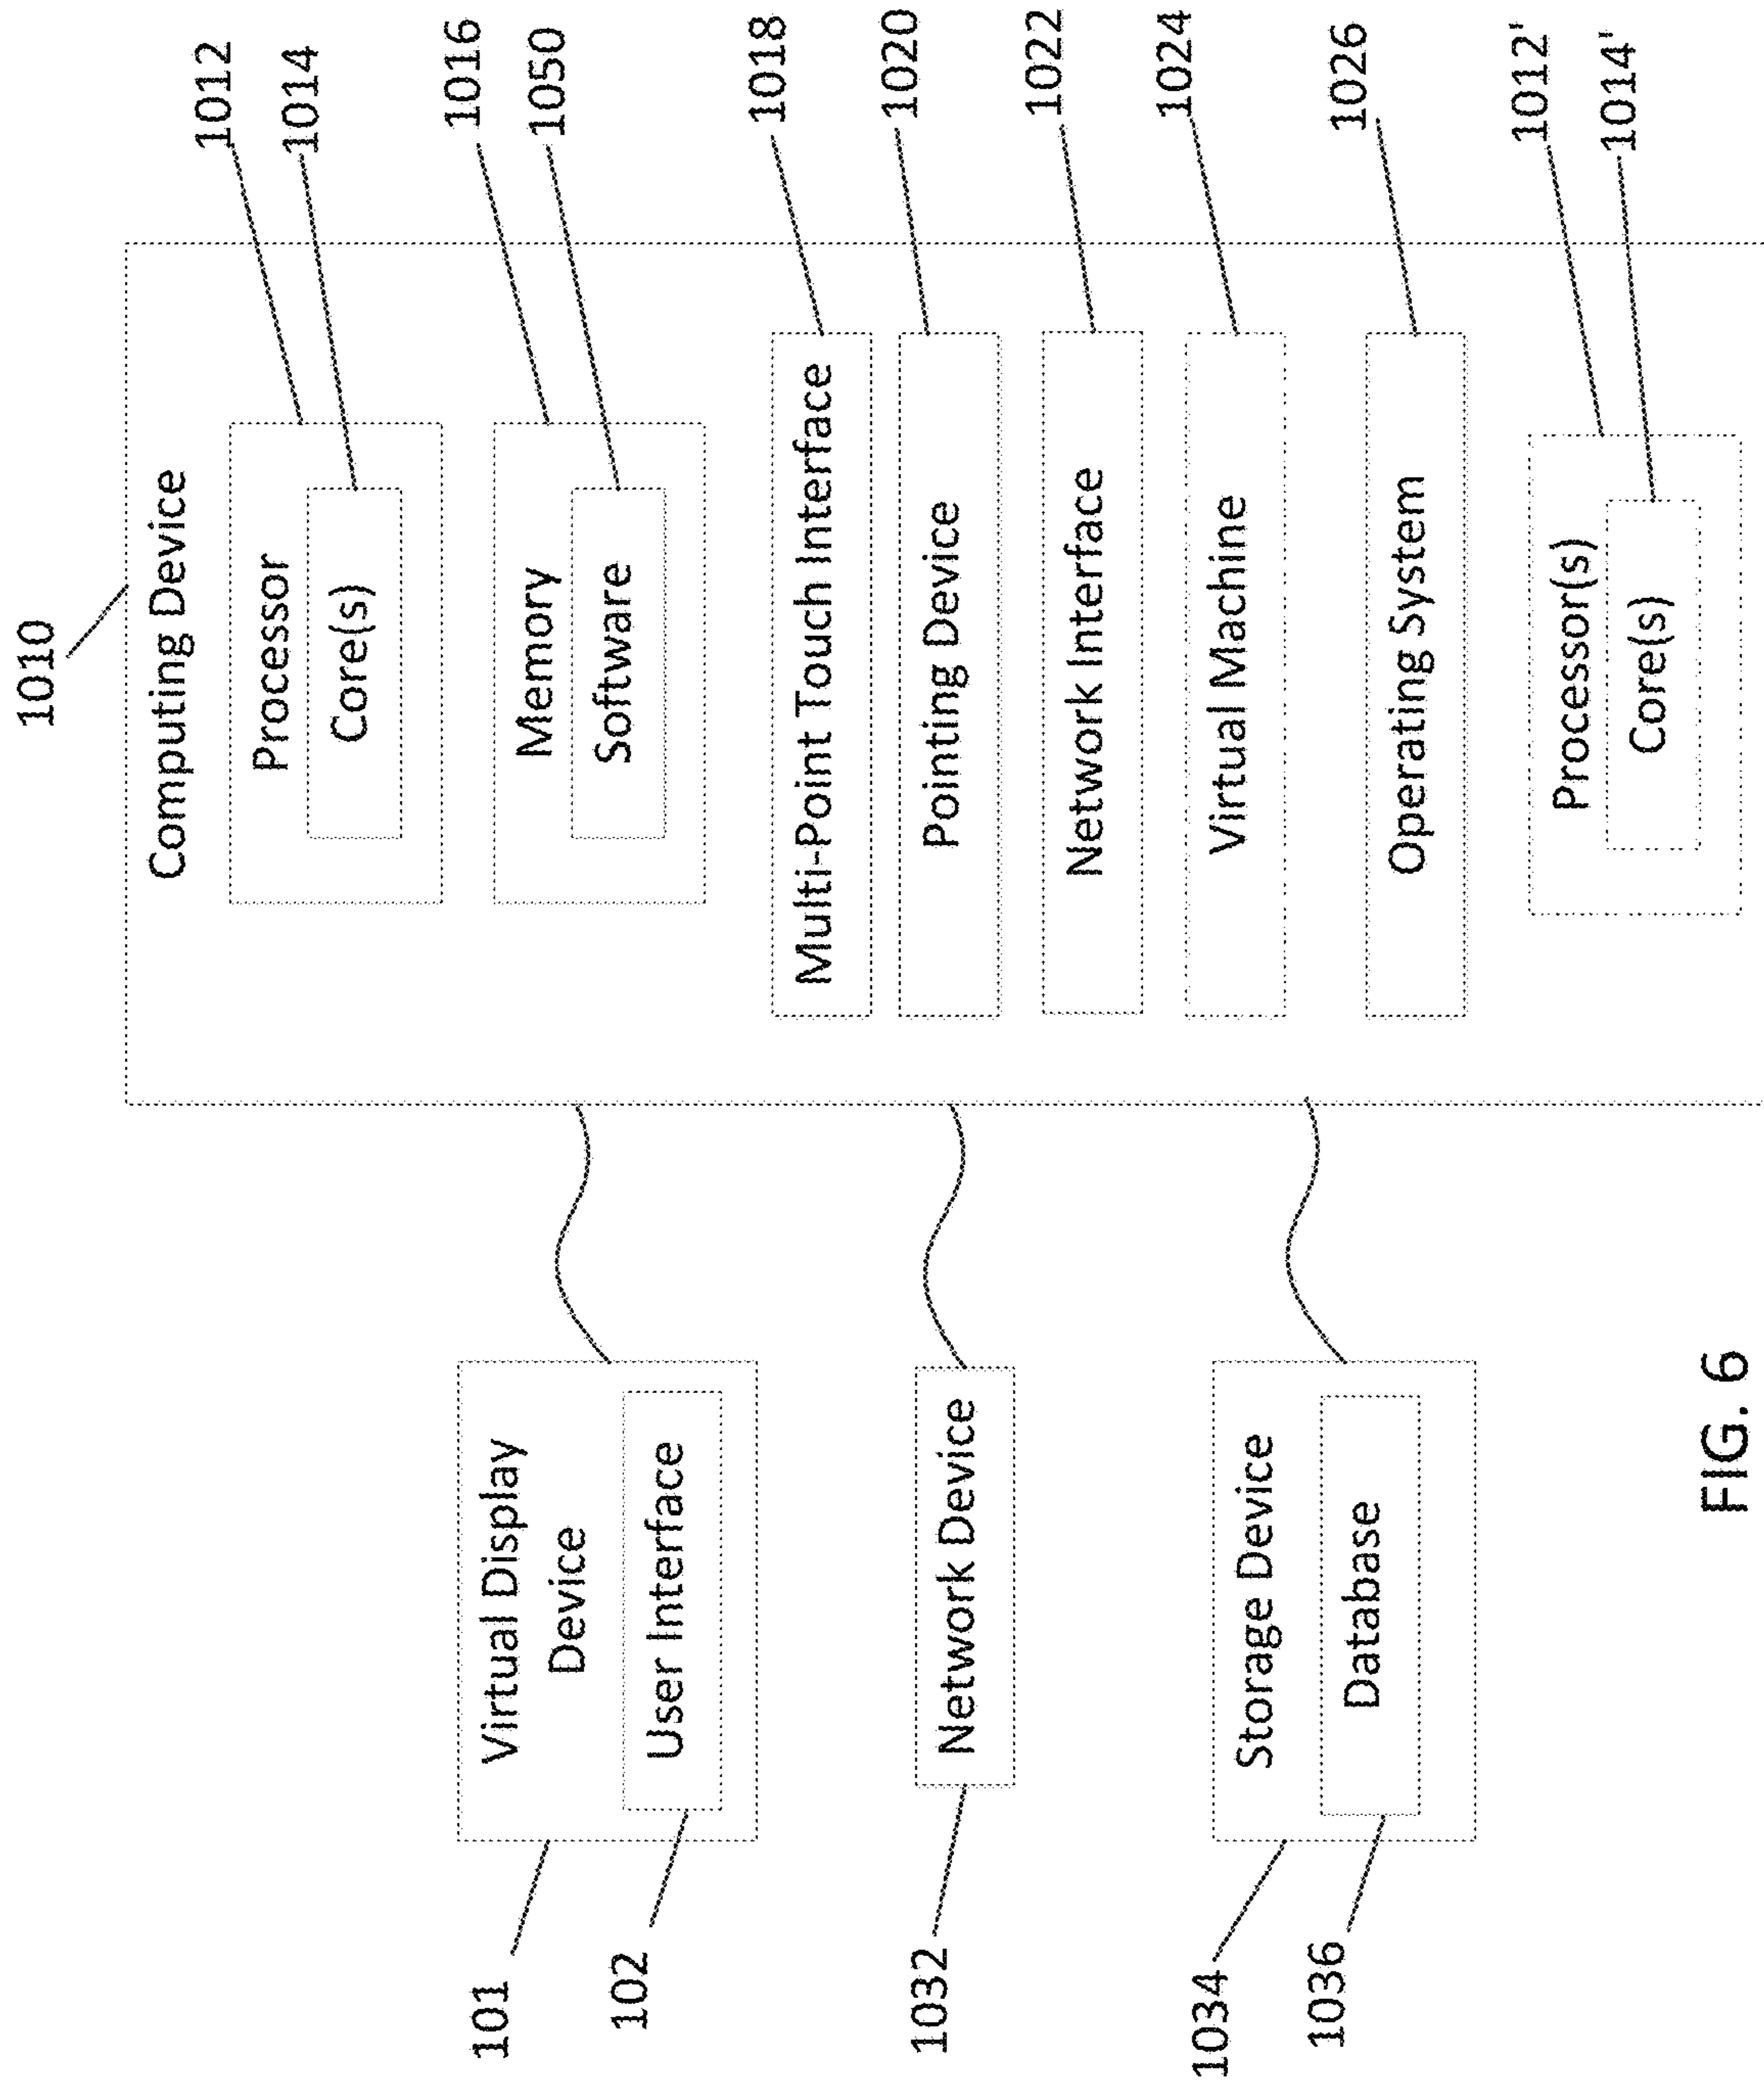 1010
Computing Device
Processor
1012
Core(s)
1014
Memory
1016
Software
1050
Multi-Point Touch Interface
1018
Pointing Device
1020
Network Interface
1022
Virtual Machine
1024
Operating System
1026
Processor(s)
1012'
Core(s)
1014'
101
Virtual Display
Device
102
User Interface
1032
Network Device
1034
Storage Device
1036
Database
FIG. 6